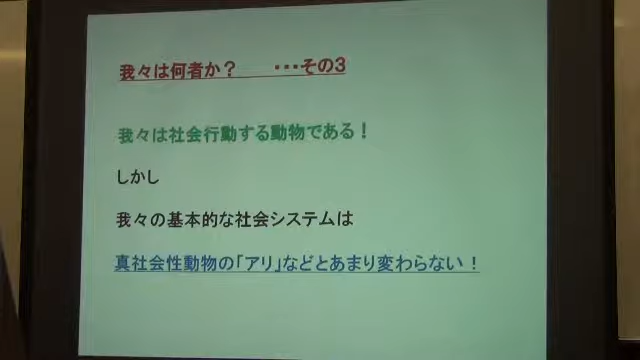 我々は何者か？　　･･･その３
我々は社会行動する動物である！
しかし
我々の基本的な社会システムは
真社会性動物の「アリ」などとあまり変わらない！